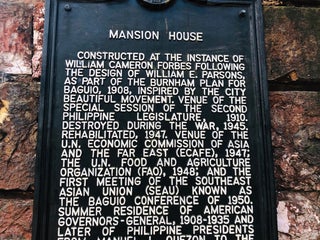 MANSION HOUSE
CONSTRUCTED AT THE INSTANCE OF
WILLIAM CAMERON FORBES FOLLOWING
THE DESIGN OF WILLIAM E. PARSONS,
AS PART OF THE BURNHAM PLAN FOR
BAGUIO, 1908, INSPIRED BY THE CITY
BEAUTIFUL MOVEMENT. VENUE OF THE
SPECIAL SESSION OF THE SECOND
PHILIPPINE LEGISLATURE, 1910.
DESTROYED DURING THE WAR, 1945.
REHABILITATED, 1947. VENUE OF THE
U.N. ECONOMIC COMMISSION OF ASIA
AND THE FAR EAST (ECAFE), 1947;
THE U.N. FOOD AND AGRICULTURE
ORGANIZATION (FAO), 1948; AND THE
FIRST MEETING OF THE SOUTHEAST
ASIAN UNION (SEAU) KNOWN AS
THE BAGUIO CONFERENCE OF 1950.
SUMMER RESIDENCE OF AMERICAN
GOVERNORS-GENERAL, 1908-1935 AND
LATER OF PHILIPPINE PRESIDENTS
FROM MANUEL L. QUEZON TO THE